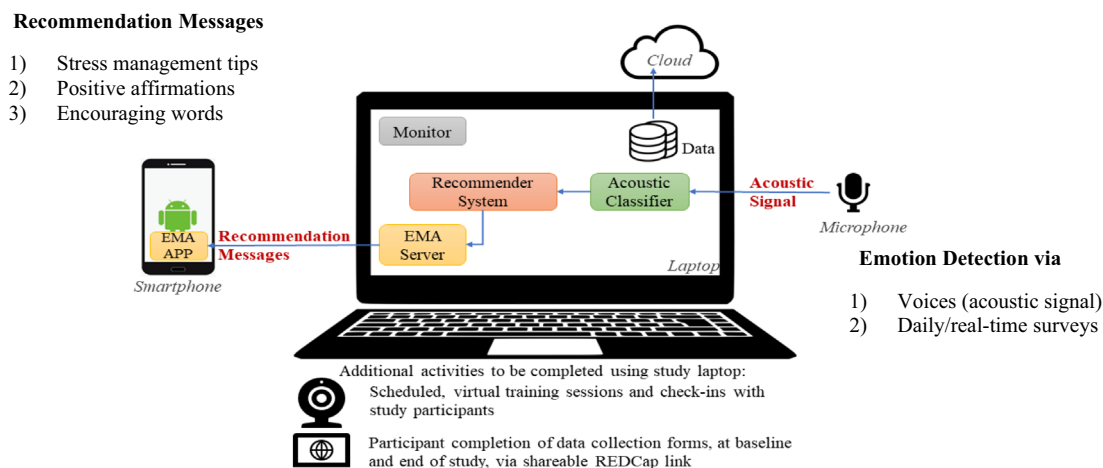 Recommendation Messages
1) Stress management tips
2) Positive affirmations
3) Encouraging words
Cloud
Monitor
Data
Recommender
System
Acoustic
Classifier
Acoustic
Signal
Microphone
EMA
APP
Recommendation
Messages
EMA
Server
Laptop
Smartphone
Emotion Detection via
1) Voices (acoustic signal)
2) Daily/real-time surveys
Additional activities to be completed using study laptop:
Scheduled, virtual training sessions and check-ins with
study participants
Participant completion of data collection forms, at baseline
and end of study, via shareable REDCap link